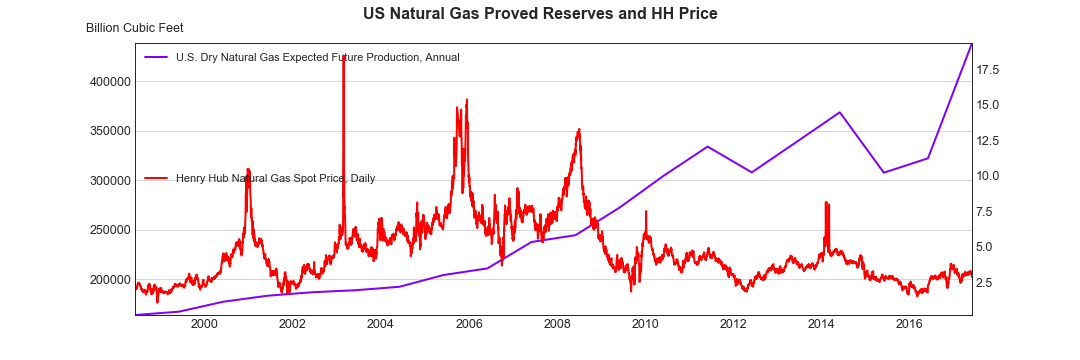 US Natural Gas Proved Reserves and HH Price
Billion Cubic Feet
U.S. Dry Natural Gas Expected Future Production, Annual
Henry Hub Natural Gas Spot Price, Daily
400000
350000
300000
250000
200000
17.5
15.0
12.5
10.0
7.5
5.0
2.5
2000 2002 2004 2006 2008 2010 2012 2014 2016